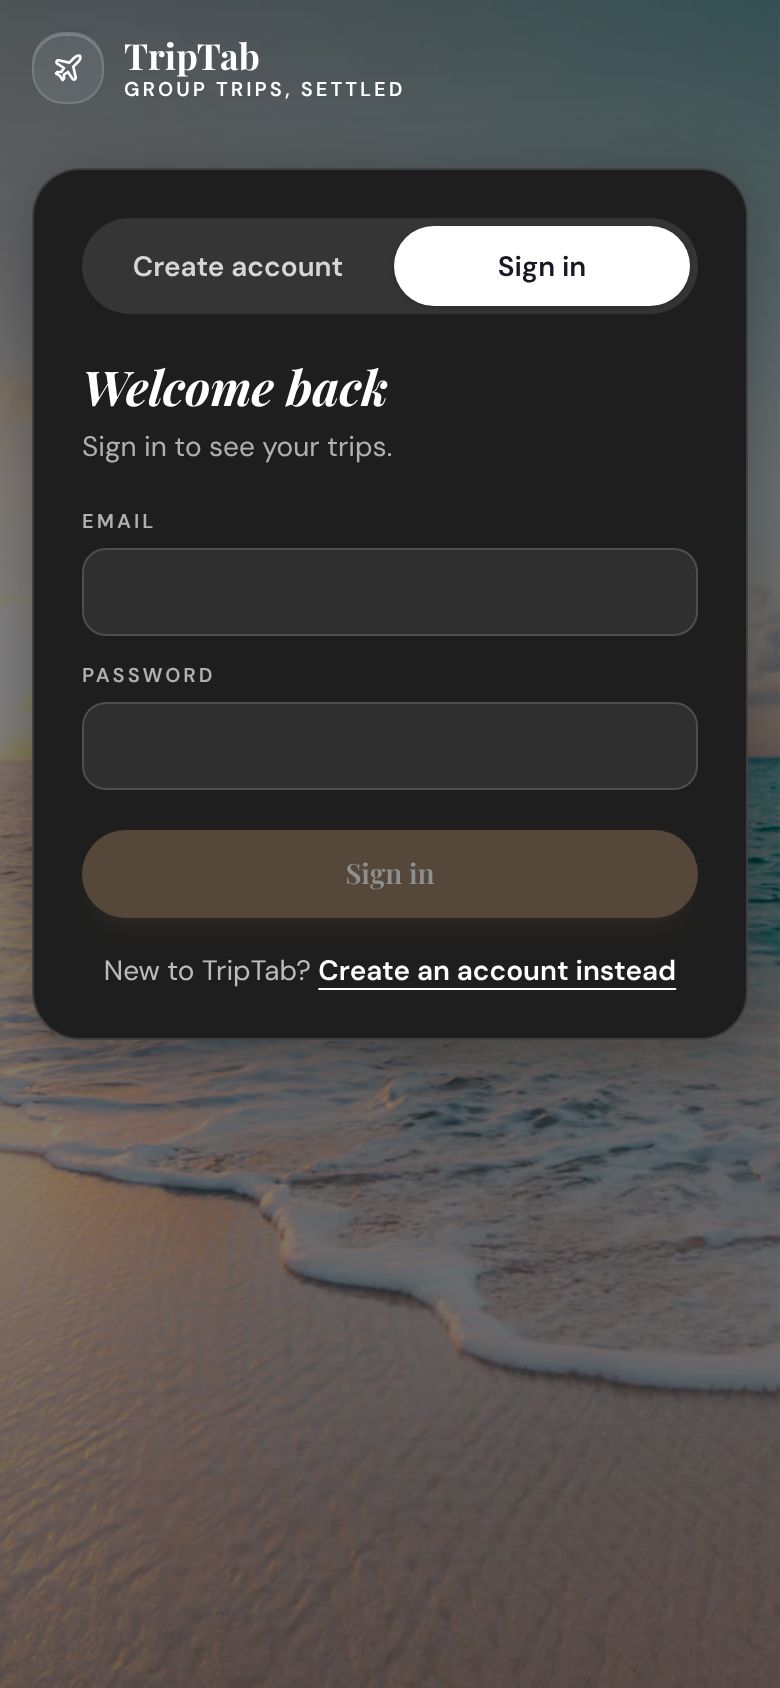 TripTab
GROUP TRIPS, SETTLED
Create account
Sign in
Welcome back
Sign in to see your trips.
EMAIL
PASSWORD
Sign in
New to TripTab? Create an account instead